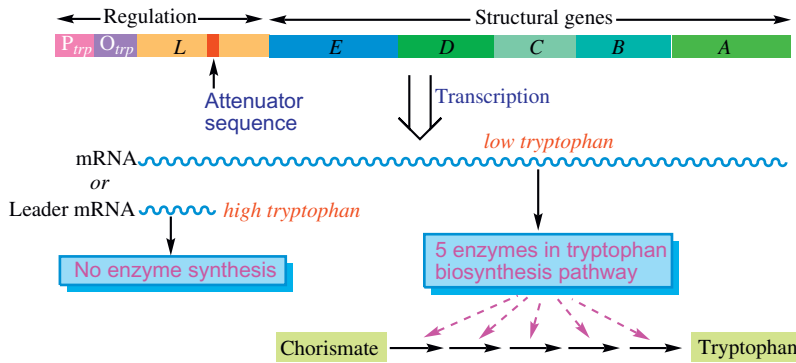 Regulation
Structural genes
Ptrp Otrp L E D C B A
Attenuator
sequence
Transcription
low tryptophan
mRNA
or
Leader mRNA
high tryptophan
No enzyme synthesis
5 enzymes in tryptophan
biosynthesis pathway
Chorismate
Tryptophan